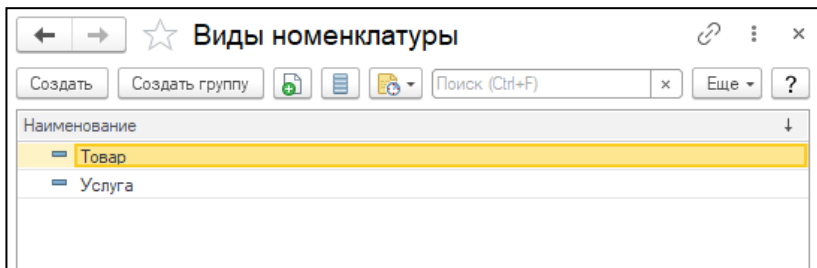 Виды номенклатуры
Создать Создать группу Поиск (Ctrl+F) × Еще ?
Наименование ↓
Товар
Услуга